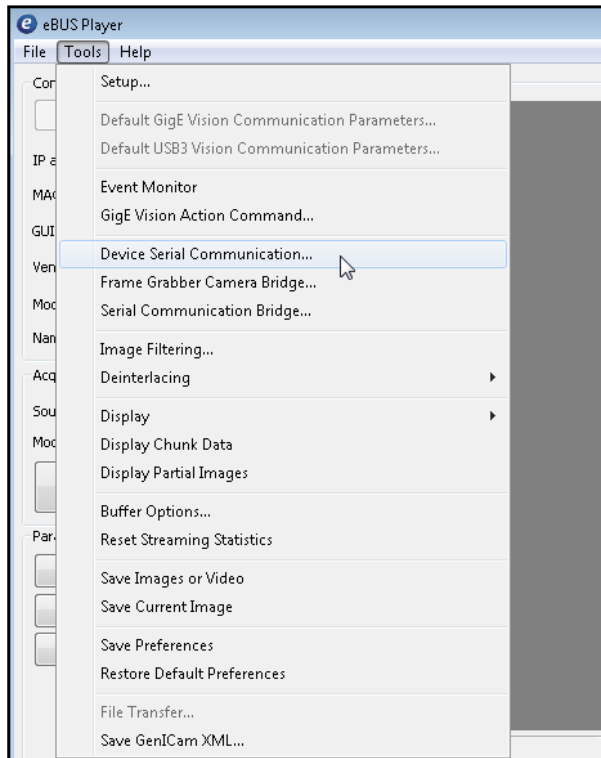 eBUS Player
File Tools Help
Setup...
Default GigE Vision Communication Parameters...
Default USB3 Vision Communication Parameters...
Event Monitor
GigE Vision Action Command...
Device Serial Communication...
Frame Grabber Camera Bridge...
Serial Communication Bridge...
Image Filtering...
Deinterlacing
Display
Display Chunk Data
Display Partial Images
Buffer Options...
Reset Streaming Statistics
Save Images or Video
Save Current Image
Save Preferences
Restore Default Preferences
File Transfer...
Save GenICam XML...